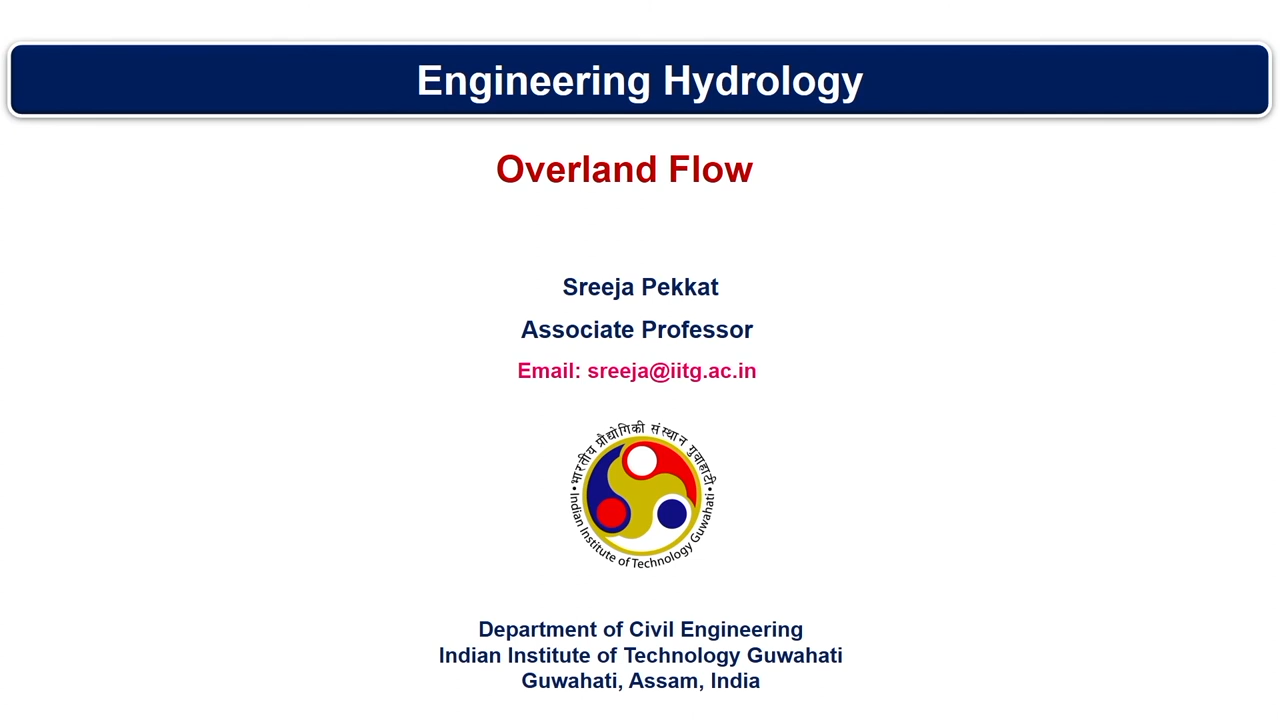 Engineering Hydrology
Overland Flow
Sreeja Pekkat
Associate Professor
Email: sreeja@iitg.ac.in
भारतीय प्रौद्योगिकी संस्थान गुवाहाटी
Indian Institute of Technology Guwahati
Department of Civil Engineering
Indian Institute of Technology Guwahati
Guwahati, Assam, India